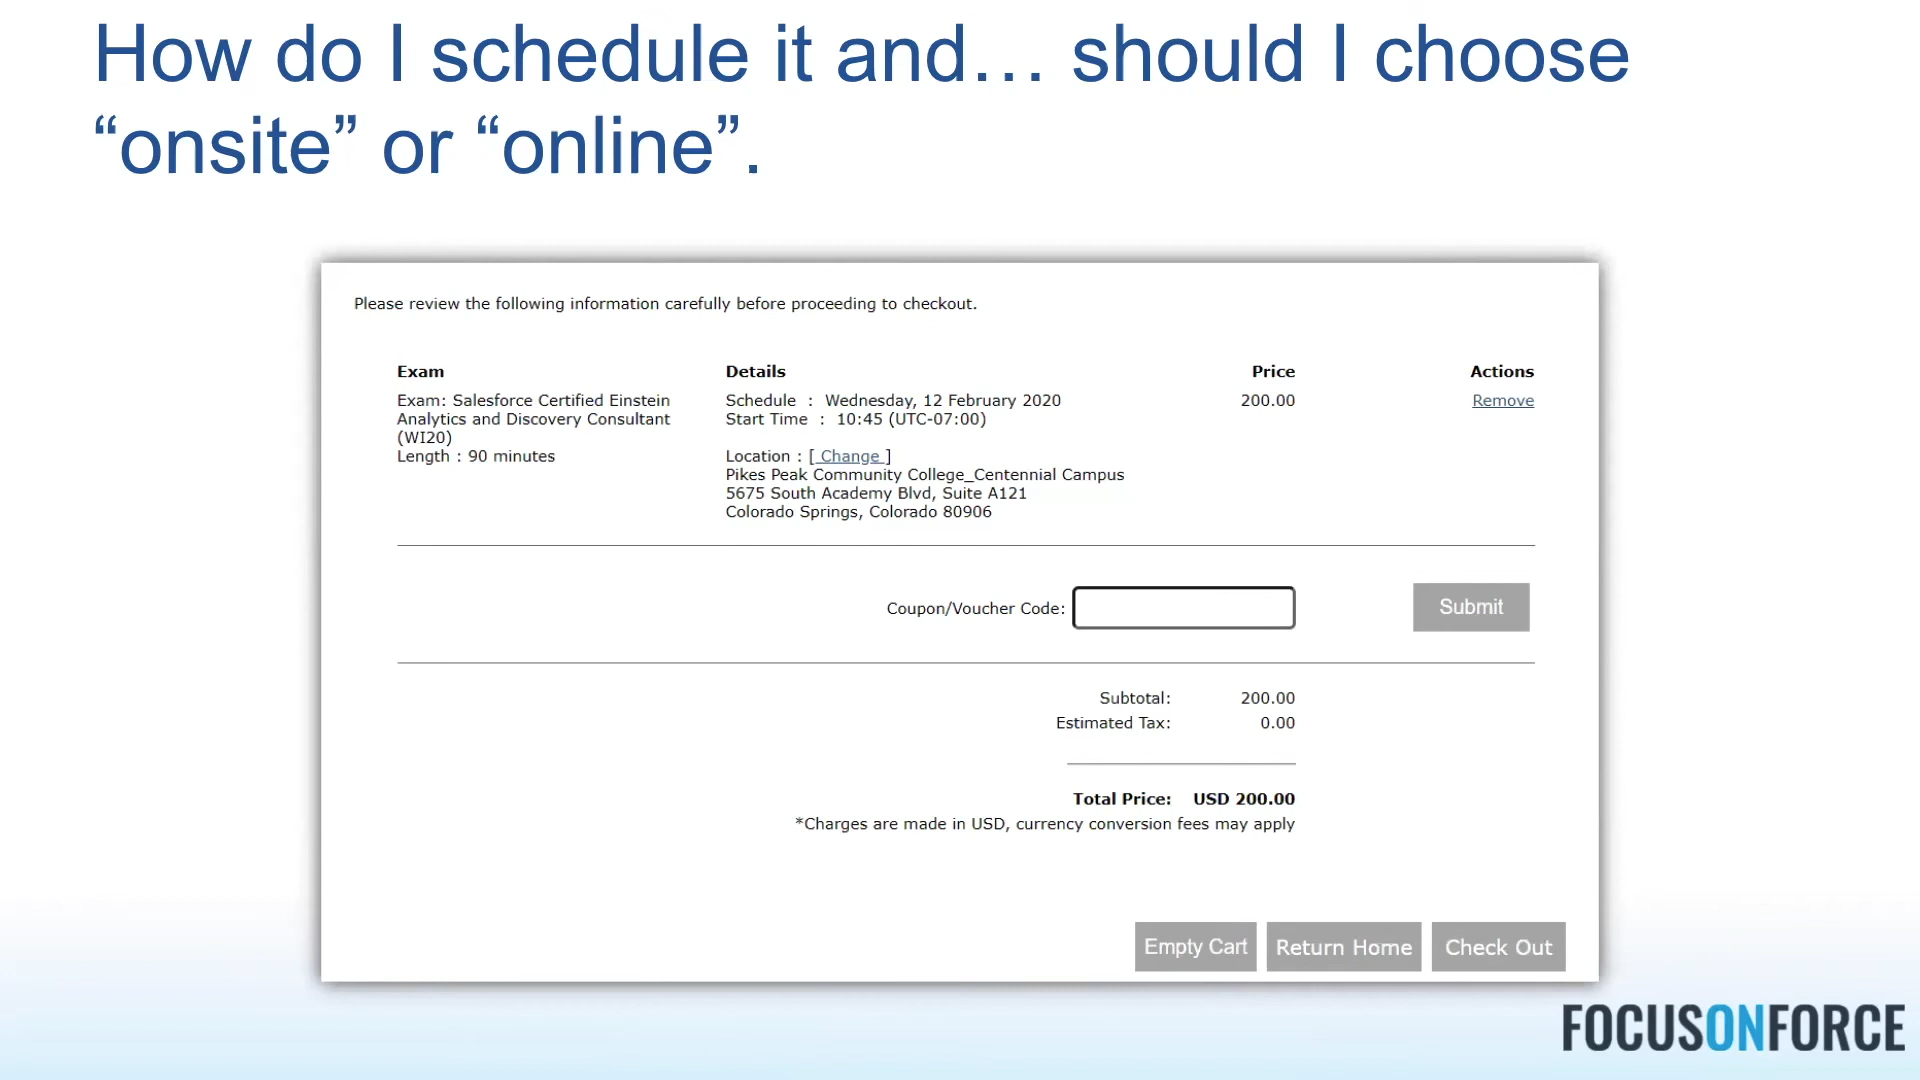 How do I schedule it and… should I choose
“onsite” or “online”.
Please review the following information carefully before proceeding to checkout.
Exam Details Price Actions
Exam: Salesforce Certified Einstein
Analytics and Discovery Consultant
(WI20)
Length : 90 minutes
Schedule : Wednesday, 12 February 2020
Start Time : 10:45 (UTC-07:00)
Location : [ Change ]
Pikes Peak Community College_Centennial Campus
5675 South Academy Blvd, Suite A121
Colorado Springs, Colorado 80906
200.00
Remove
Coupon/Voucher Code:
Submit
Subtotal: 200.00
Estimated Tax: 0.00
Total Price: USD 200.00
*Charges are made in USD, currency conversion fees may apply
Empty Cart Return Home Check Out
FOCUSONFORCE